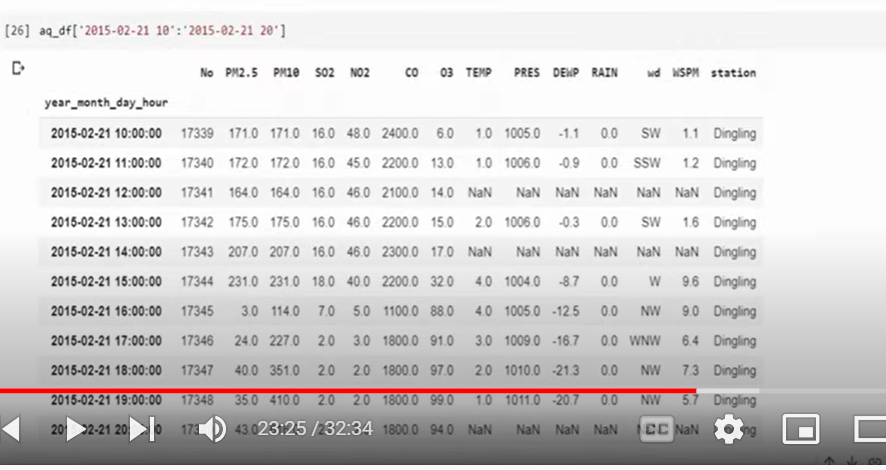 [26] aq_df['2015-02-21 10':'2015-02-21 20']
No PM2.5 PM10 SO2 NO2 CO O3 TEMP PRES DEWP RAIN wd WSPM station
year_month_day_hour
2015-02-21 10:00:00 17339 171.0 171.0 16.0 48.0 2400.0 6.0 1.0 1005.0 -1.1 0.0 SW 1.1 Dingling
2015-02-21 11:00:00 17340 172.0 172.0 16.0 45.0 2200.0 13.0 1.0 1006.0 -0.9 0.0 SSW 1.2 Dingling
2015-02-21 12:00:00 17341 164.0 164.0 16.0 46.0 2100.0 14.0 NaN NaN NaN NaN NaN NaN Dingling
2015-02-21 13:00:00 17342 175.0 175.0 16.0 46.0 2200.0 15.0 2.0 1006.0 -0.3 0.0 SW 1.6 Dingling
2015-02-21 14:00:00 17343 207.0 207.0 16.0 46.0 2300.0 17.0 NaN NaN NaN NaN NaN NaN Dingling
2015-02-21 15:00:00 17344 231.0 231.0 18.0 40.0 2200.0 32.0 4.0 1004.0 -8.7 0.0 W 9.6 Dingling
2015-02-21 16:00:00 17345 3.0 114.0 7.0 5.0 1100.0 88.0 4.0 1005.0 -12.5 0.0 NW 9.0 Dingling
2015-02-21 17:00:00 17346 24.0 227.0 2.0 3.0 1800.0 91.0 3.0 1009.0 -16.7 0.0 WNW 6.4 Dingling
2015-02-21 18:00:00 17347 40.0 351.0 2.0 2.0 1800.0 97.0 2.0 1010.0 -21.3 0.0 NW 7.3 Dingling
2015-02-21 19:00:00 17348 35.0 410.0 2.0 2.0 1800.0 99.0 1.0 1011.0 -20.7 0.0 NW 5.7 Dingling
43.0 1800.0 94.0 NaN NaN NaN NaN NaN
23:25 / 32:34 CC